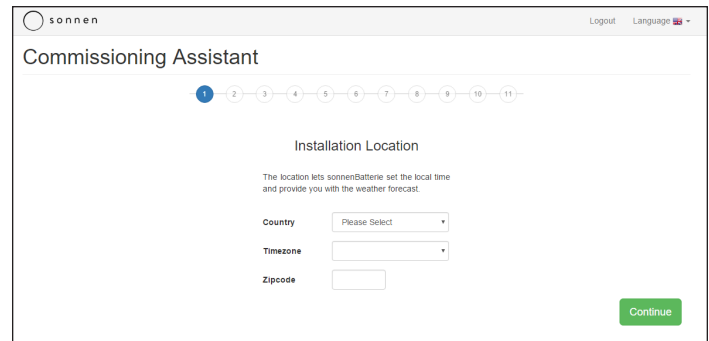 sonnen
Logout Language
Commissioning Assistant
1 2 3 4 5 6 7 8 9 10 11
Installation Location
The location lets sonnenBatterie set the local time
and provide you with the weather forecast.
Country Please Select
Timezone
Zipcode
Continue